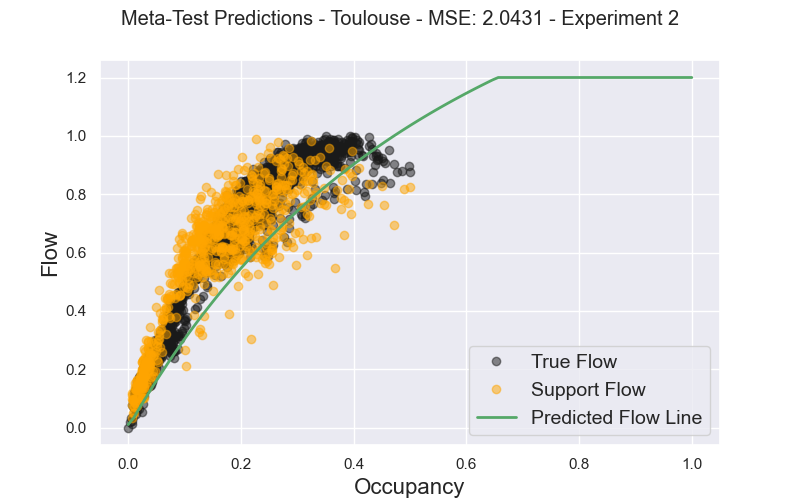 Meta-Test Predictions - Toulouse - MSE: 2.0431 - Experiment 2
1.2
1.0
0.8
0.6
0.4
0.2
0.0
Flow
True Flow
Support Flow
Predicted Flow Line
0.0 0.2 0.4 0.6 0.8 1.0
Occupancy